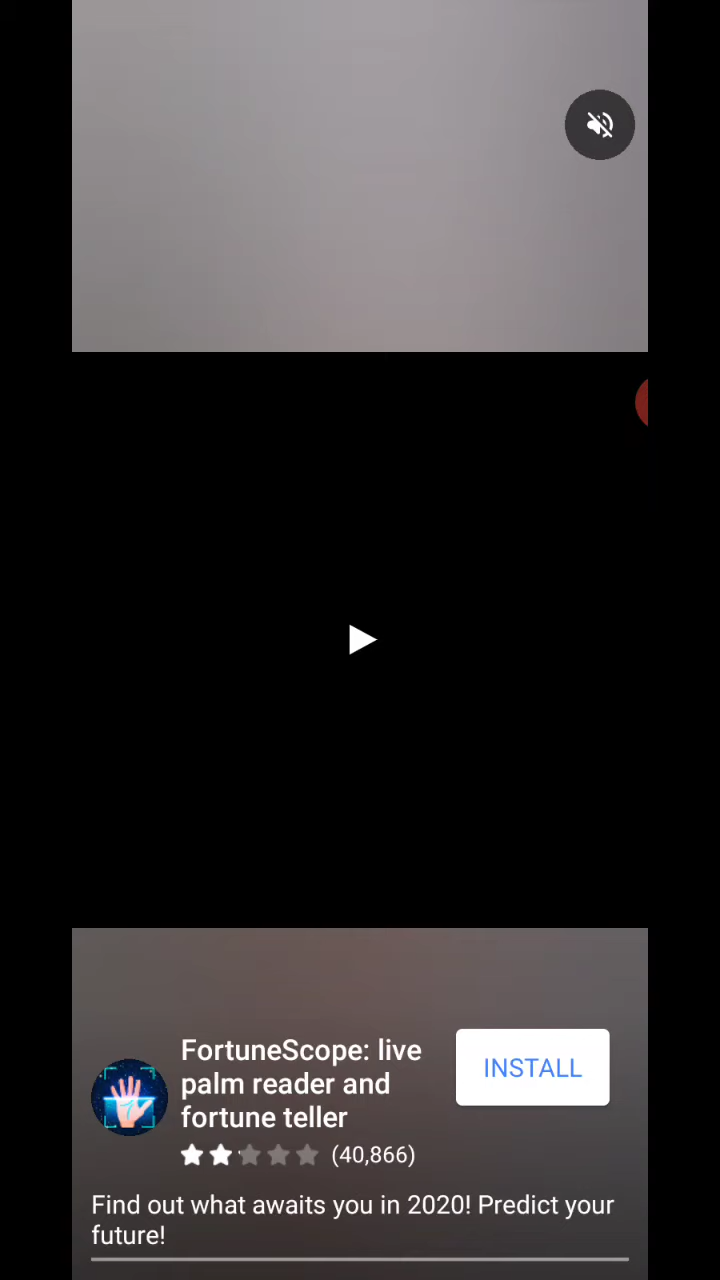 FortuneScope: live
palm reader and
fortune teller
INSTALL
(40,866)
Find out what awaits you in 2020! Predict your
future!